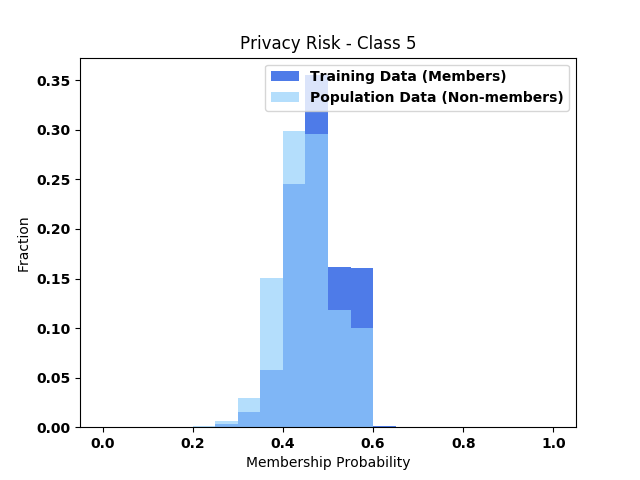 Privacy Risk - Class 5
Training Data (Members)
Population Data (Non-members)
0.35
0.30
0.25
0.20
0.15
0.10
0.05
0.00
Fraction
0.0 0.2 0.4 0.6 0.8 1.0
Membership Probability